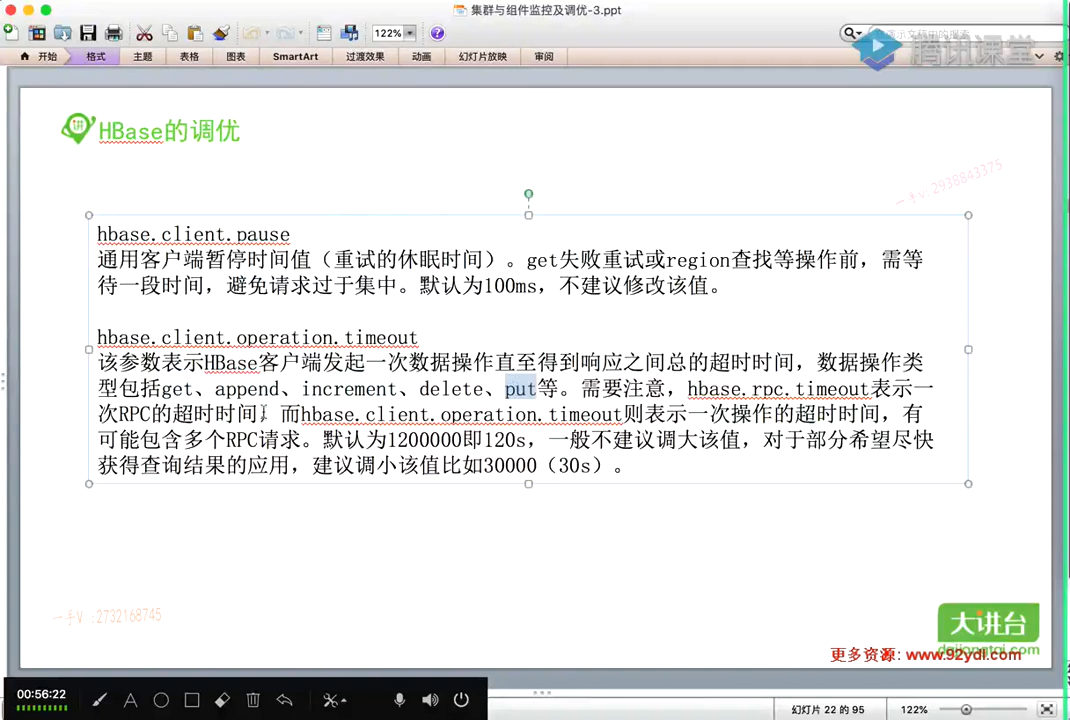 集群与组件监控及调优-3.ppt
122%
开始 格式 主题 表格 图表 SmartArt 过渡效果 动画 幻灯片放映 审阅
腾讯课堂
讲 HBase的调优
一手v:2938843375
hbase.client.pause
通用客户端暂停时间值（重试的休眠时间）。get失败重试或region查找等操作前，需等
待一段时间，避免请求过于集中。默认为100ms，不建议修改该值。
hbase.client.operation.timeout
该参数表示HBase客户端发起一次数据操作直至得到响应之间总的超时时间，数据操作类
型包括get、append、increment、delete、put等。需要注意，hbase.rpc.timeout表示一
次RPC的超时时间，而hbase.client.operation.timeout则表示一次操作的超时时间，有
可能包含多个RPC请求。默认为1200000即120s，一般不建议调大该值，对于部分希望尽快
获得查询结果的应用，建议调小该值比如30000（30s）。
一手V :2732168745
大讲台
dajiangtai.com
更多资源: www.92ydl.com
00:56:22
幻灯片 22 的 95 122%